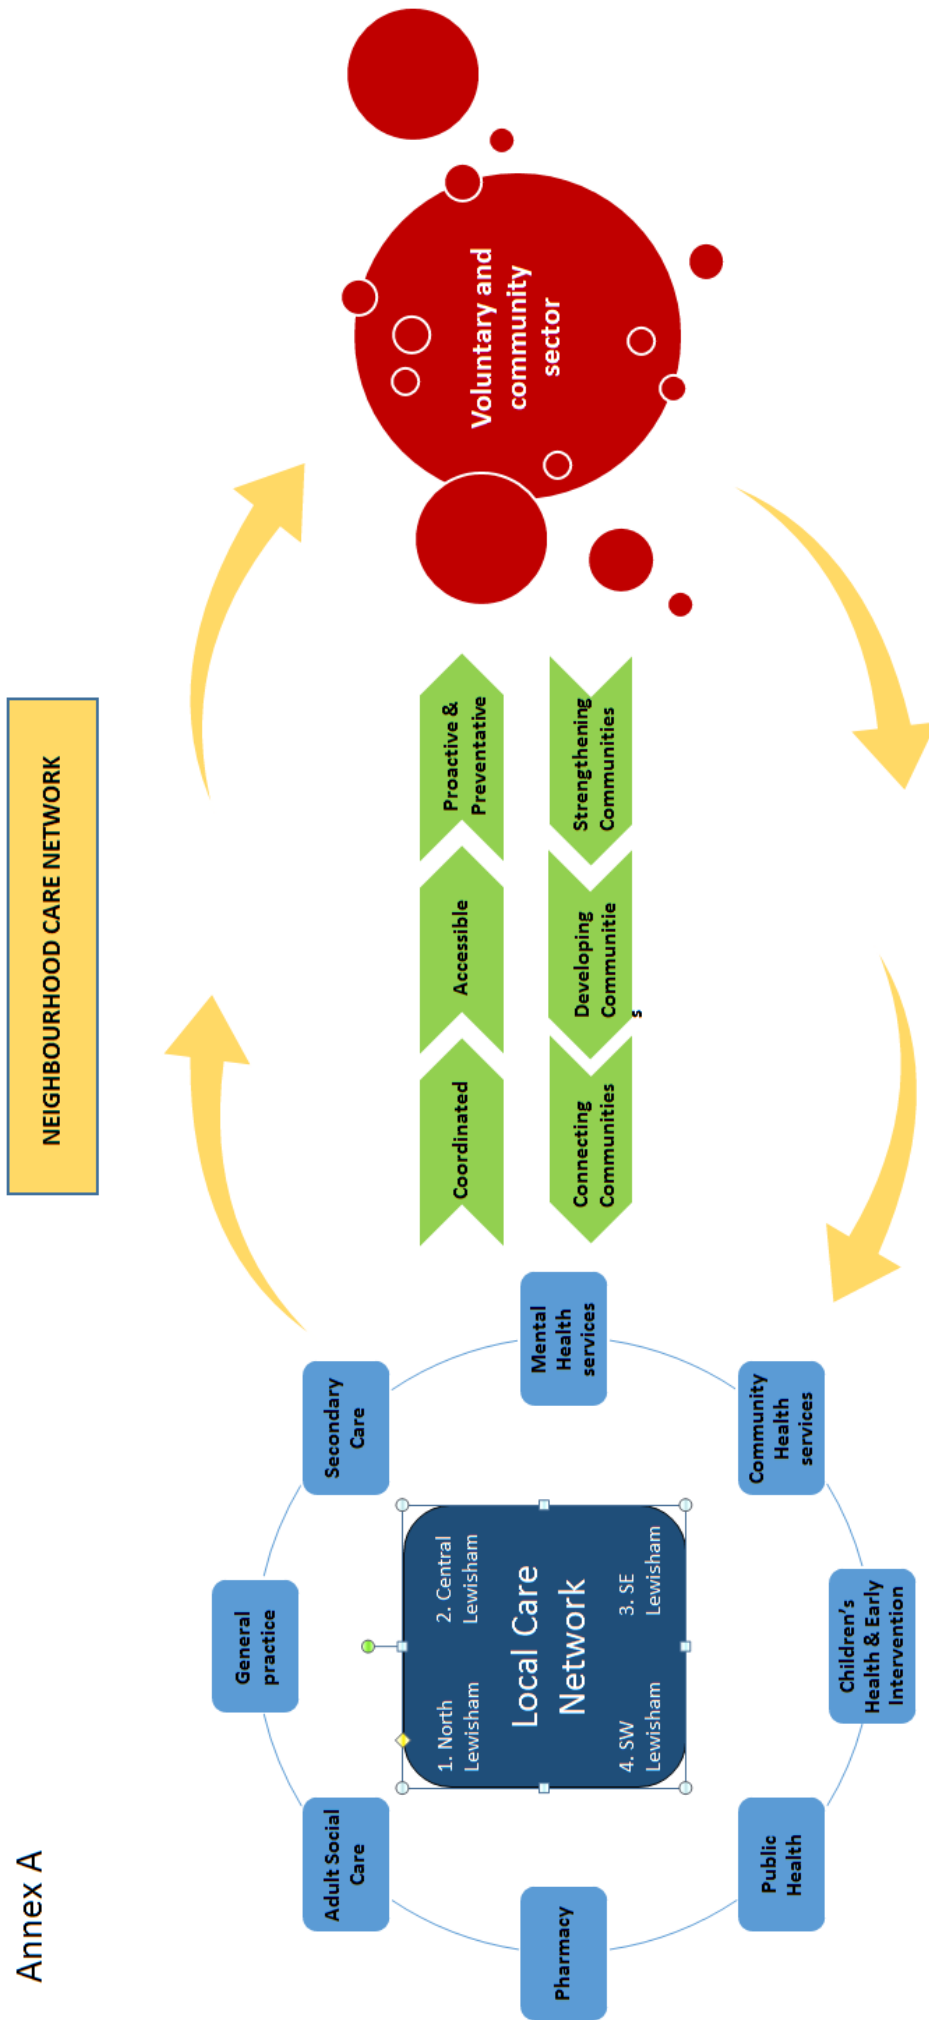 Annex A
NEIGHBOURHOOD CARE NETWORK
General
practice
Secondary
Care
Mental
Health
services
Community
Health
services
Children's
Health & Early
Intervention
Public
Health
Pharmacy
Adult Social
Care
1. North
Lewisham
2. Central
Lewisham
Local Care
Network
4. SW
Lewisham
3. SE
Lewisham
Coordinated
Accessible
Proactive &
Preventative
Connecting
Communities
Developing
Communitie
s
Strengthening
Communities
Voluntary and
community
sector